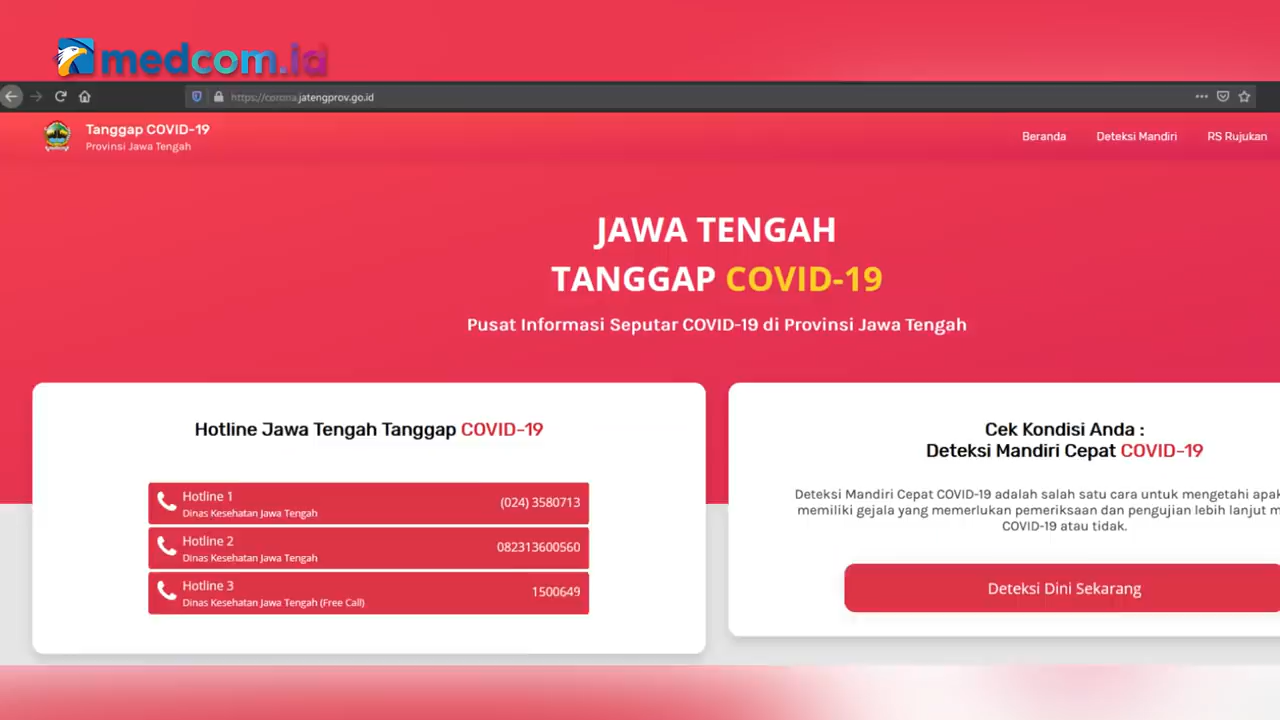 medcom.id
https://corona.jatengprov.go.id
Tanggap COVID-19
Provinsi Jawa Tengah
Beranda
Deteksi Mandiri
RS Rujukan
JAWA TENGAH
TANGGAP COVID-19
Pusat Informasi Seputar COVID-19 di Provinsi Jawa Tengah
Hotline Jawa Tengah Tanggap COVID-19
Hotline 1
Dinas Kesehatan Jawa Tengah
(024) 3580713
Hotline 2
Dinas Kesehatan Jawa Tengah
082313600560
Hotline 3
Dinas Kesehatan Jawa Tengah (Free Call)
1500649
Cek Kondisi Anda :
Deteksi Mandiri Cepat COVID-19
Deteksi Mandiri Cepat COVID-19 adalah salah satu cara untuk mengetahi apak
memiliki gejala yang memerlukan pemeriksaan dan pengujian lebih lanjut m
COVID-19 atau tidak.
Deteksi Dini Sekarang